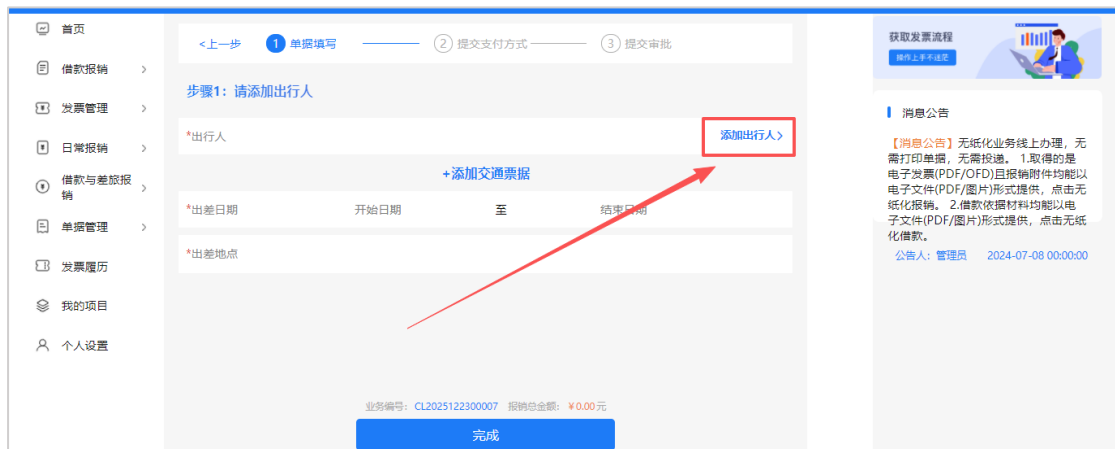 首页
借款报销
发票管理
日常报销
借款与差旅报
销
单据管理
发票履历
我的项目
个人设置
<上一步 1 单据填写 2 提交支付方式 3 提交审批
步骤1：请添加出行人
*出行人 添加出行人>
+添加交通票据
*出差日期 开始日期 至 结束日期
*出差地点
业务编号： CL2025122300007 报销总金额： ￥0.00元
完成
获取发票流程
操作上手不迷茫
消息公告
【消息公告】无纸化业务线上办理，无
需打印单据，无需投递。 1.取得的是
电子发票(PDF/OFD)且报销附件均能以
电子文件(PDF/图片)形式提供，点击无
纸化报销。 2.借款依据材料均能以电
子文件(PDF/图片)形式提供，点击无纸
化借款。
公告人：管理员 2024-07-08 00:00:00